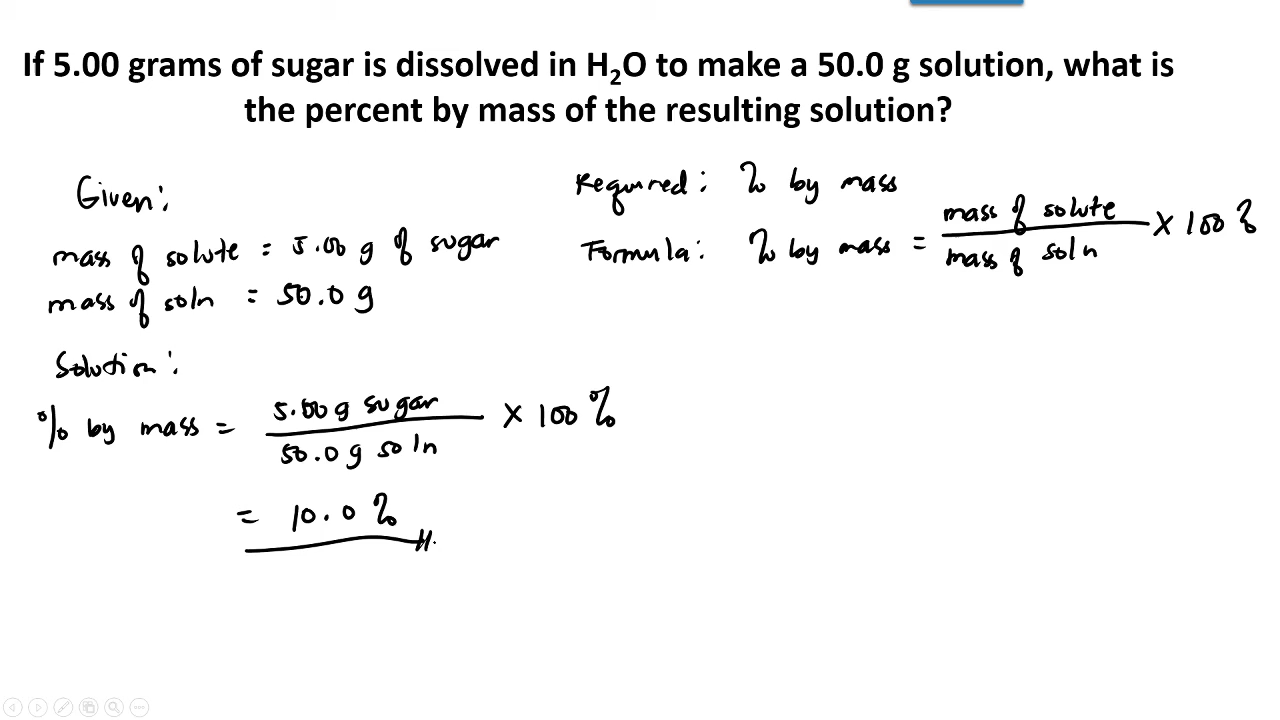 If 5.00 grams of sugar is dissolved in H₂O to make a 50.0 g solution, what is
the percent by mass of the resulting solution?
Given:
mass of solute = 5.00 g of sugar
mass of soln = 50.0 g
Required: % by mass
Formula: % by mass = mass of solute / mass of soln × 100 %
Solution:
% by mass = 5.00 g sugar / 50.0 g soln × 100 %
= 10.0 %